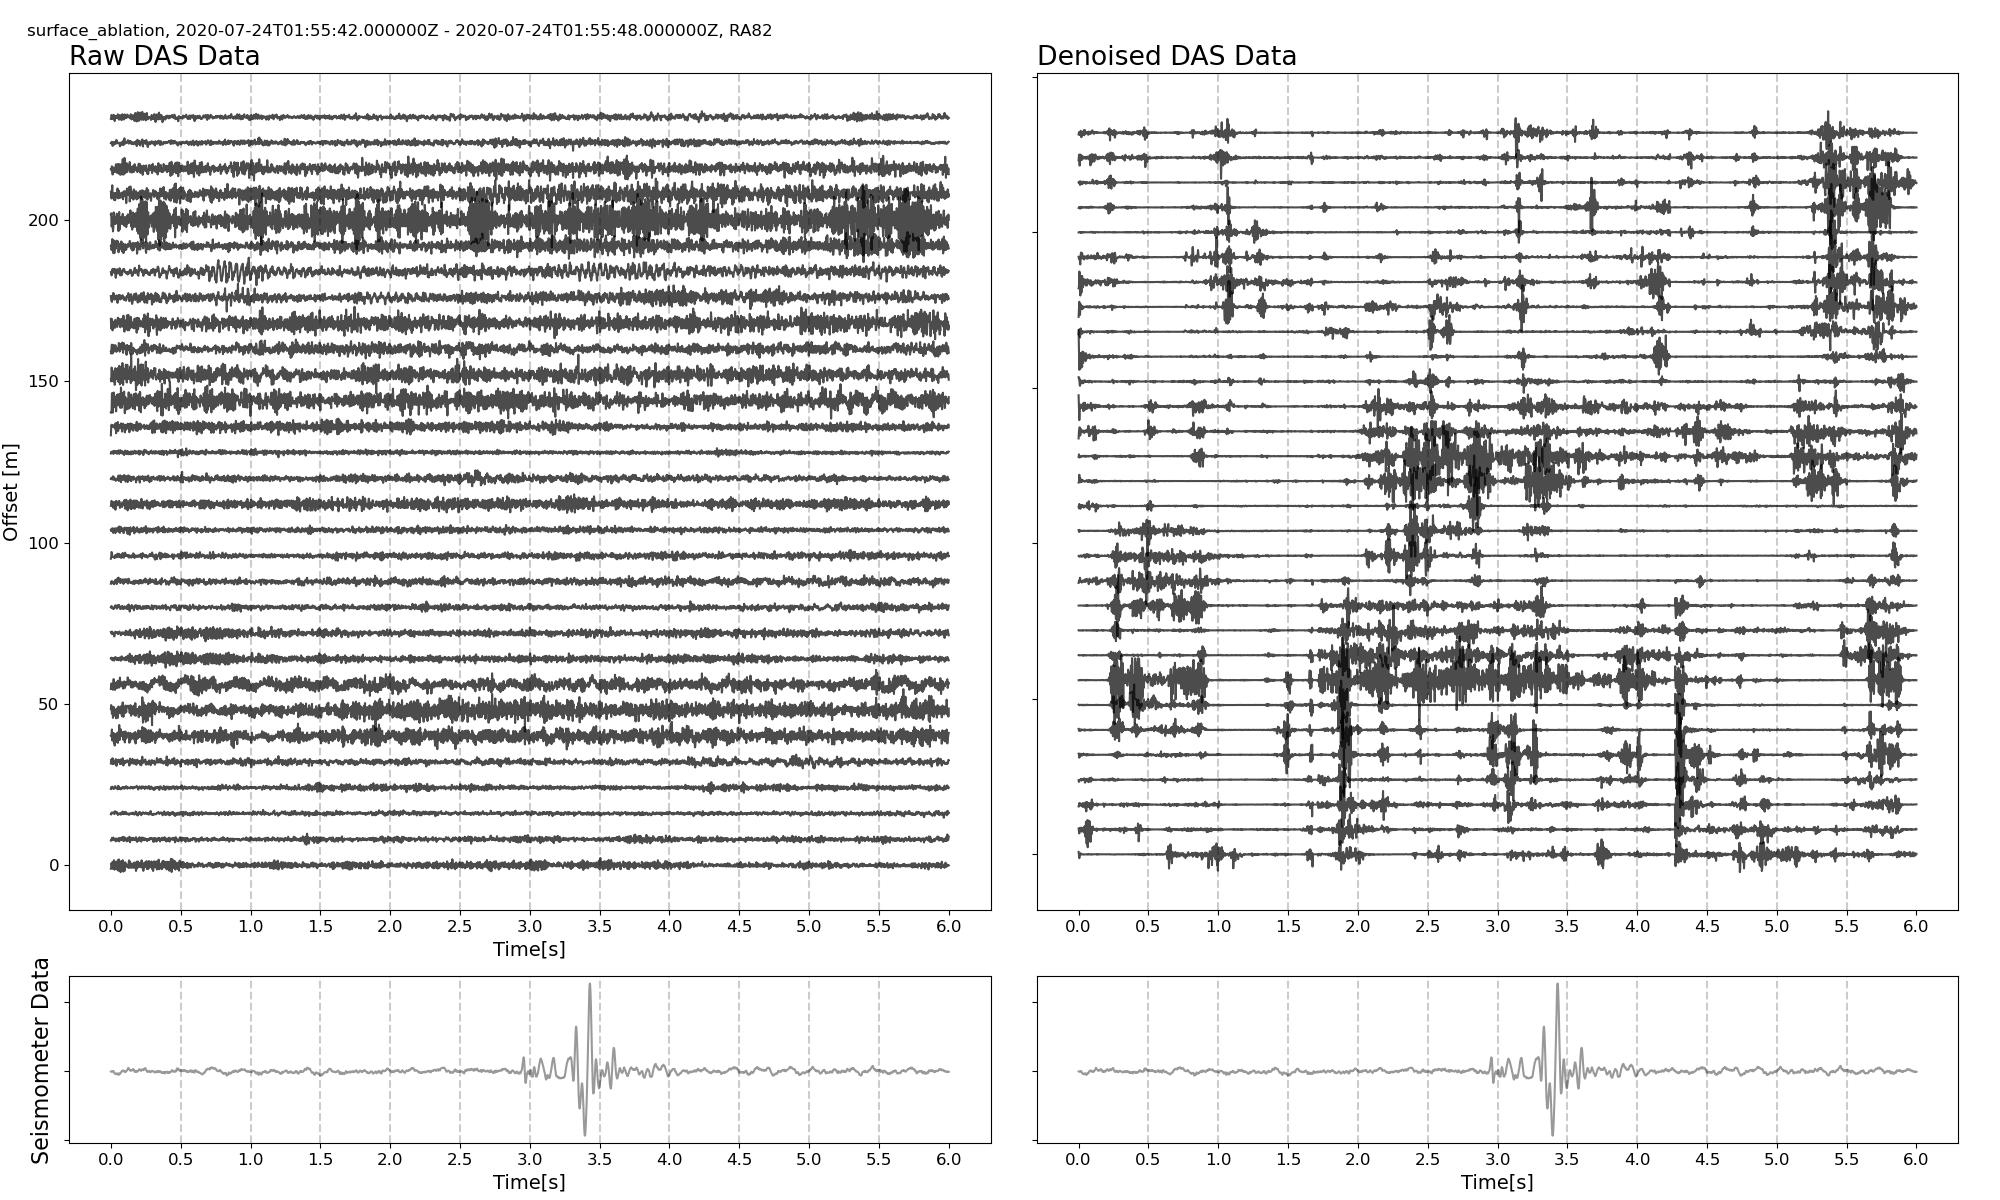 surface_ablation, 2020-07-24T01:55:42.000000Z - 2020-07-24T01:55:48.000000Z, RA82
Raw DAS Data
Denoised DAS Data
Offset [m]
200
150
100
50
0
0.0 0.5 1.0 1.5 2.0 2.5 3.0 3.5 4.0 4.5 5.0 5.5 6.0
Time[s]
0.0 0.5 1.0 1.5 2.0 2.5 3.0 3.5 4.0 4.5 5.0 5.5 6.0
Seismometer Data
0.0 0.5 1.0 1.5 2.0 2.5 3.0 3.5 4.0 4.5 5.0 5.5 6.0
Time[s]
0.0 0.5 1.0 1.5 2.0 2.5 3.0 3.5 4.0 4.5 5.0 5.5 6.0
Time[s]